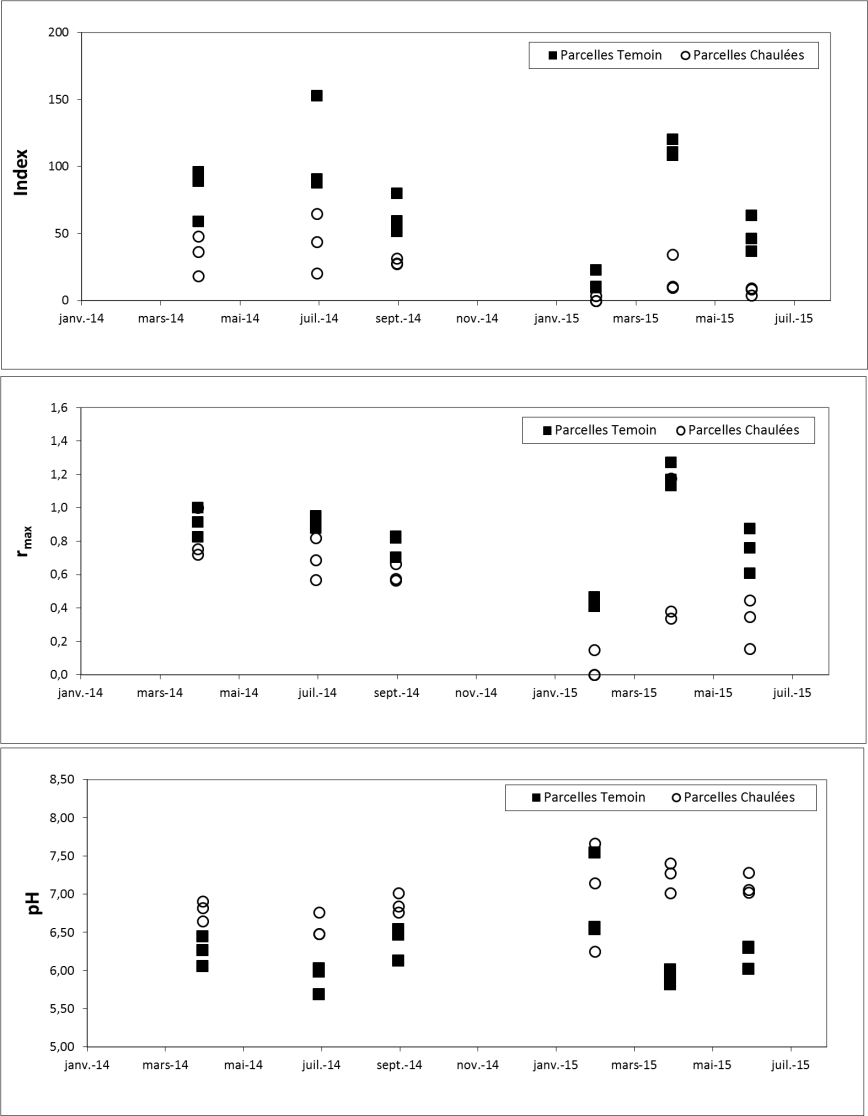 200
Parcelles Temoin Parcelles Chaulées
150
100
50
0
Index
janv.-14 mars-14 mai-14 juil.-14 sept.-14 nov.-14 janv.-15 mars-15 mai-15 juil.-15
1,6
Parcelles Temoin Parcelles Chaulées
1,4
1,2
1,0
0,8
0,6
0,4
0,2
0,0
rmax
janv.-14 mars-14 mai-14 juil.-14 sept.-14 nov.-14 janv.-15 mars-15 mai-15 juil.-15
8,50
Parcelles Temoin Parcelles Chaulées
8,00
7,50
7,00
6,50
6,00
5,50
5,00
pH
janv.-14 mars-14 mai-14 juil.-14 sept.-14 nov.-14 janv.-15 mars-15 mai-15 juil.-15